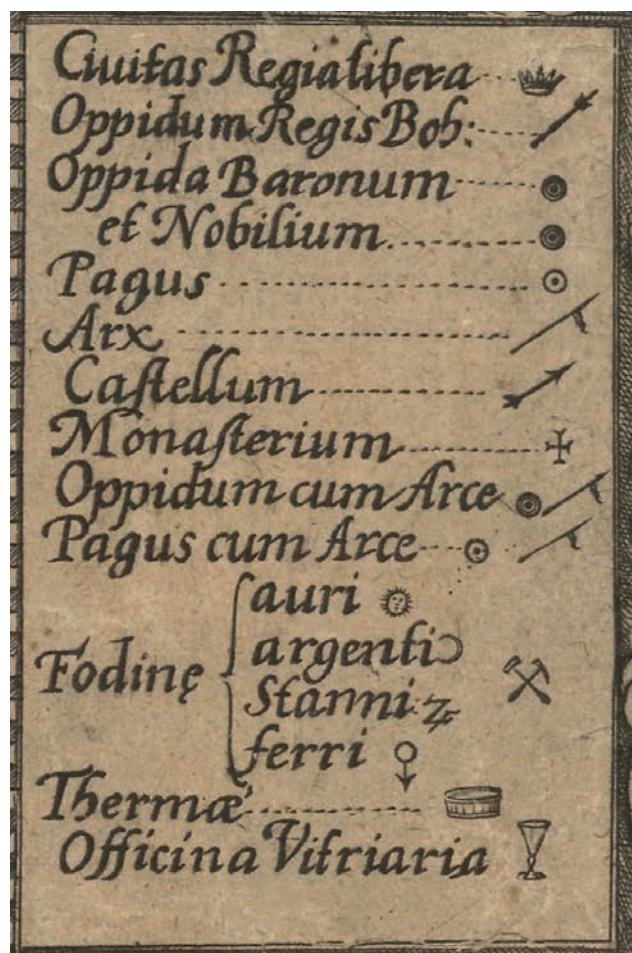 Ciuitas Regia libera
Oppidum Regis Boh:
Oppida Baronum
et Nobilium
Pagus
Arx
Caſtellum
Monaſterium
Oppidum cum Arce
Pagus cum Arce
auri
argenti
Fodinę
Stanni
ferri
Thermæ
Officina Vitriaria